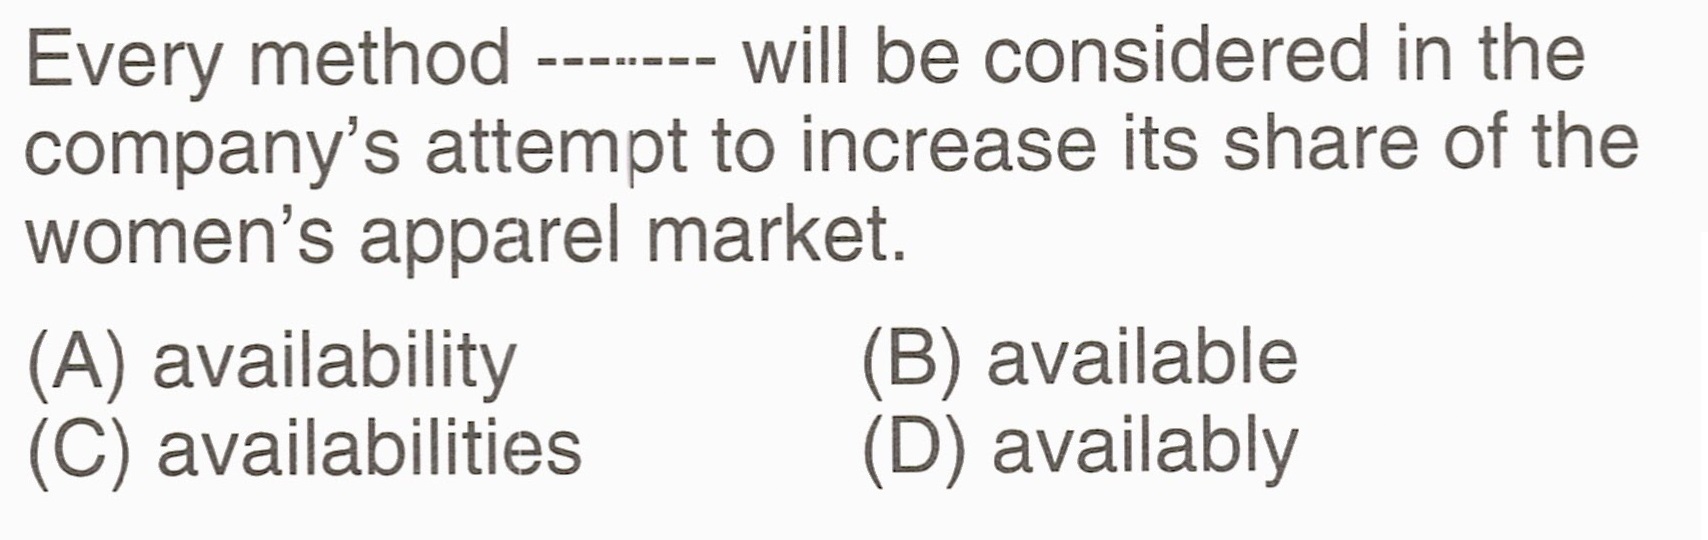 Every method ------- will be considered in the
company's attempt to increase its share of the
women's apparel market.
(A) availability (B) available
(C) availabilities (D) availably